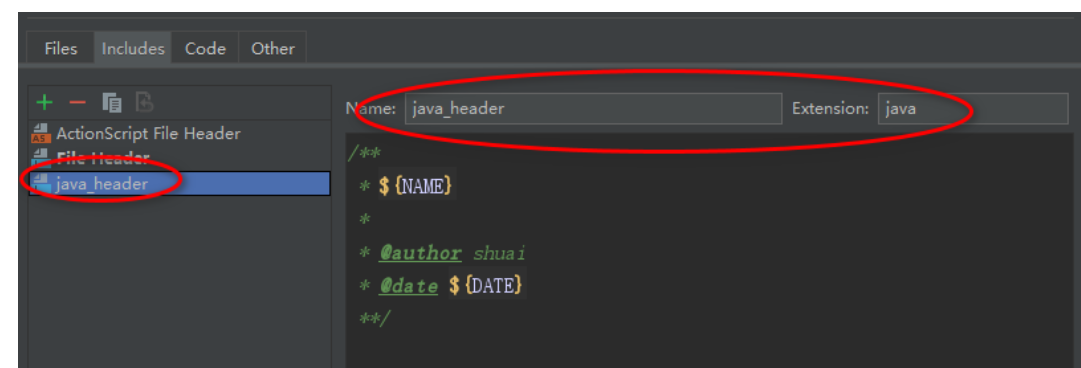 Files Includes Code Other
Name: java_header Extension: java
AS ActionScript File Header
File Header
java_header
/**
* ${NAME}
*
* @author shuai
* @date ${DATE}
**/